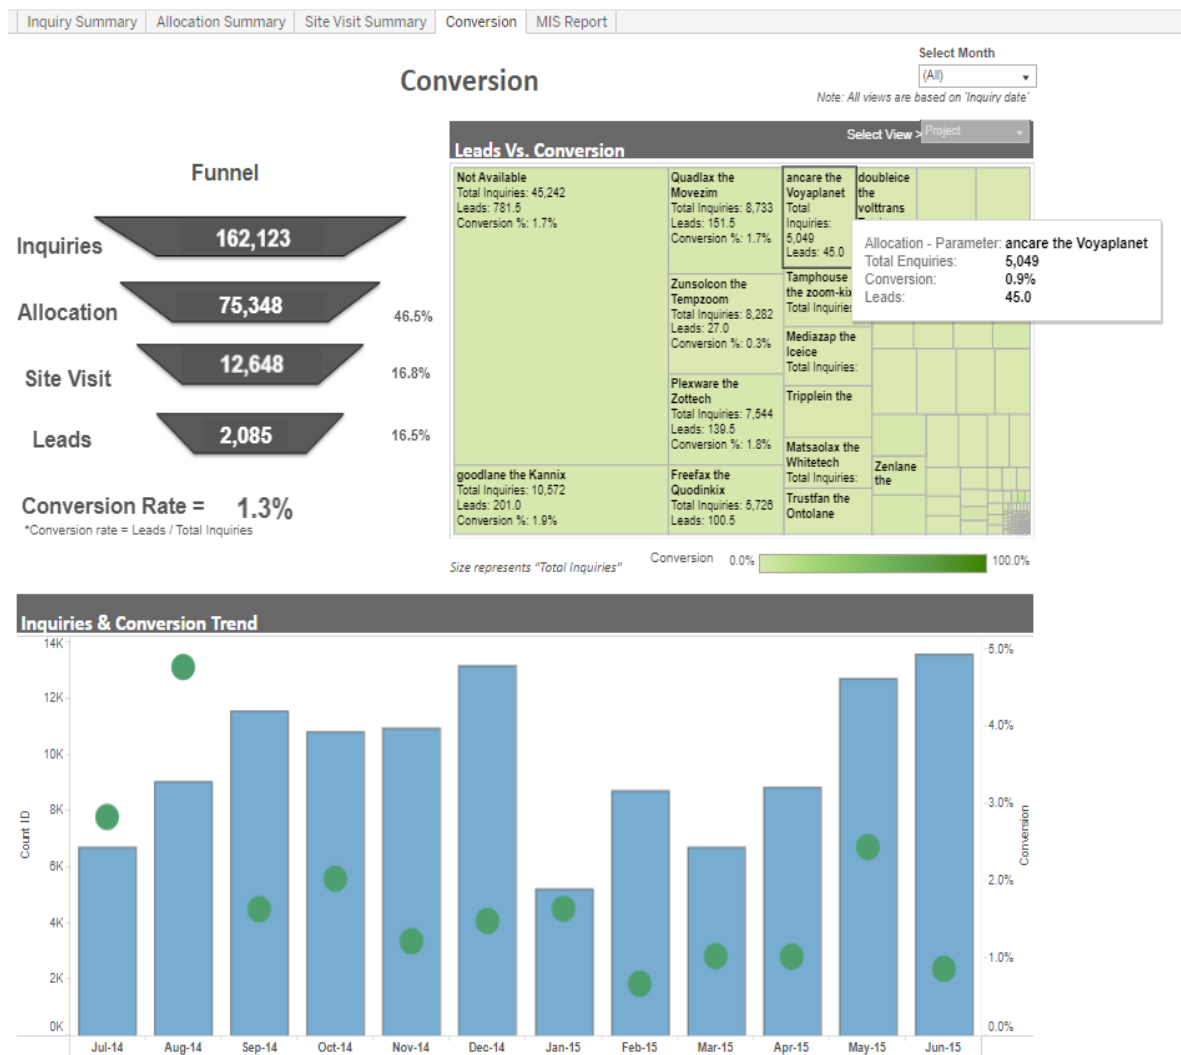 Inquiry Summary
Allocation Summary
Site Visit Summary
Conversion
MIS Report
Select Month
Conversion
(All)
Note: All views are based on 'Inquiry date'
Select View >
Project
Leads Vs. Conversion
Funnel
Inquiries
162,123
Allocation
75,348
46.5%
Site Visit
12,648
16.8%
Leads
2,085
16.5%
Conversion Rate =
1.3%
*Conversion rate = Leads / Total Inquiries
Not Available
Total Inquiries: 45,242
Leads: 781.5
Conversion %: 1.7%
goodlane the Kannix
Total Inquiries: 10,572
Leads: 201.0
Conversion %: 1.9%
Quadlax the
Movezim
Total Inquiries: 8,733
Leads: 151.5
Conversion %: 1.7%
Zunsolcon the
Tempzoom
Total Inquiries: 8,282
Leads: 27.0
Conversion %: 0.3%
Plexware the
Zottech
Total Inquiries: 7,544
Leads: 139.5
Conversion %: 1.8%
Freefax the
Quodinkix
Total Inquiries: 5,726
Leads: 100.5
ancare the
Voyaplanet
Total
Inquiries:
5,049
Leads: 45.0
doubleice
the
volttrans
Tamphouse
the zoom-kix
Total Inquiries
Mediazap the
Iceice
Total Inquiries:
Tripplein the
Matsaolax the
Whitetech
Total Inquiries:
Trustfan the
Ontolane
Zenlane
the
Allocation - Parameter: ancare the Voyaplanet
Total Enquiries: 5,049
Conversion: 0.9%
Leads: 45.0
Size represents "Total Inquiries"
Conversion
0.0%
100.0%
Inquiries & Conversion Trend
14K
12K
10K
8K
6K
4K
2K
0K
Count ID
5.0%
4.0%
3.0%
2.0%
1.0%
0.0%
Conversion
Jul-14
Aug-14
Sep-14
Oct-14
Nov-14
Dec-14
Jan-15
Feb-15
Mar-15
Apr-15
May-15
Jun-15